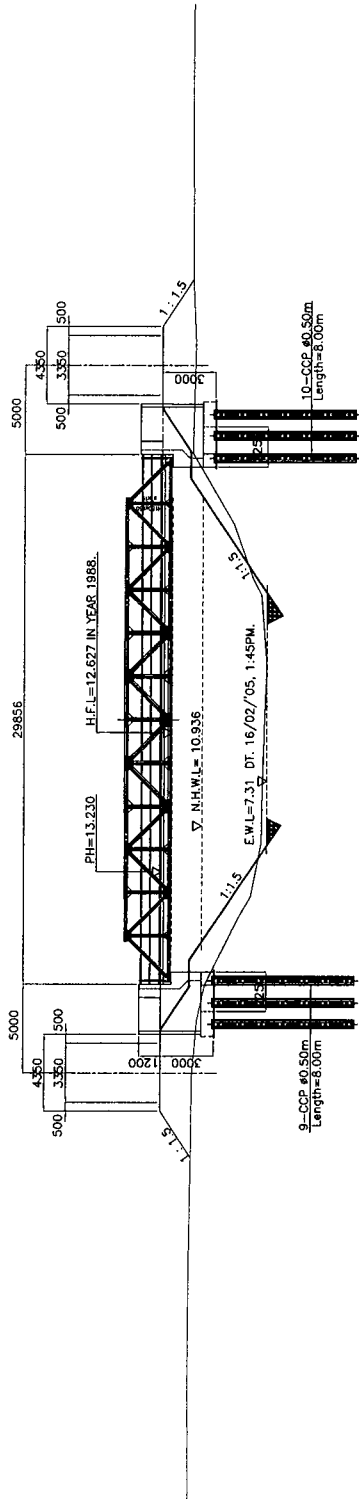 5000
29856
5000
4350
500
3350
500
4350
500
3350
500
PH=13.230
H.F.L=12.627 IN YEAR 1988.
1 : 1.5
1200
3000
3000
1 : 1.5
N.H.W.L= 10.936
1:1.5
1:1.5
E.W.L=7.31 DT. 16/02/'05, 1:45PM.
9-CCP ø0.50m
Length=8.00m
10-CCP ø0.50m
Length=8.00m